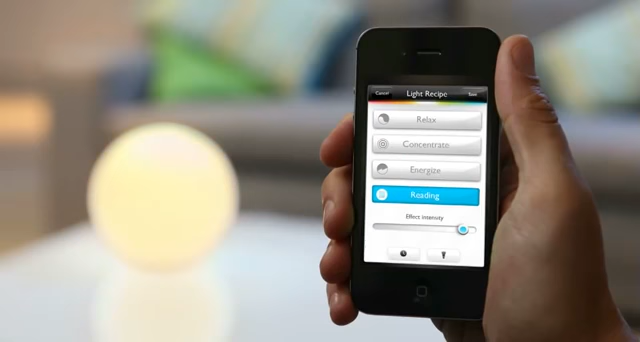 Cancel Light Recipe Save
Relax
Concentrate
Energize
Reading
Effect intensity